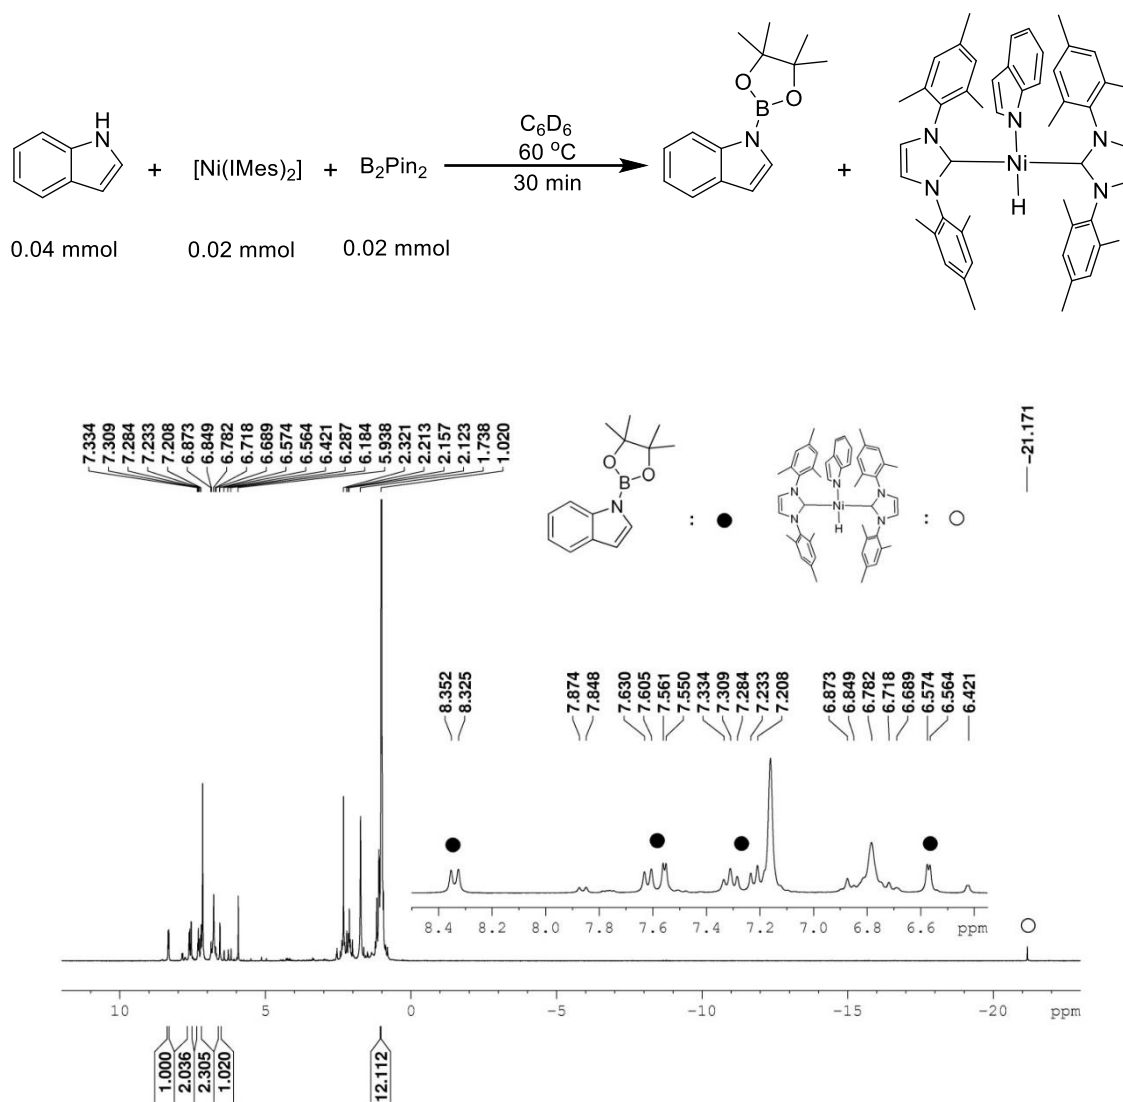 H
N
+
[Ni(IMes)2]
+
B2Pin2
C6D6
60 °C
30 min
O
B
O
N
+
N
N
N
Ni
H
N
N
0.04 mmol
0.02 mmol
0.02 mmol
7.334
7.309
7.284
7.233
7.208
6.873
6.849
6.782
6.718
6.689
6.574
6.564
6.421
6.287
6.184
5.938
2.321
2.213
2.157
2.123
1.738
1.020
-21.171
O
B
O
N
:
N
N
N
Ni
H
N
N
:
8.352
8.325
7.874
7.848
7.630
7.605
7.561
7.550
7.334
7.309
7.284
7.233
7.208
6.873
6.849
6.782
6.718
6.689
6.574
6.564
6.421
8.4 8.2 8.0 7.8 7.6 7.4 7.2 7.0 6.8 6.6 ppm
10 5 0 -5 -10 -15 -20 ppm
1.000
2.036
2.305
1.020
12.112